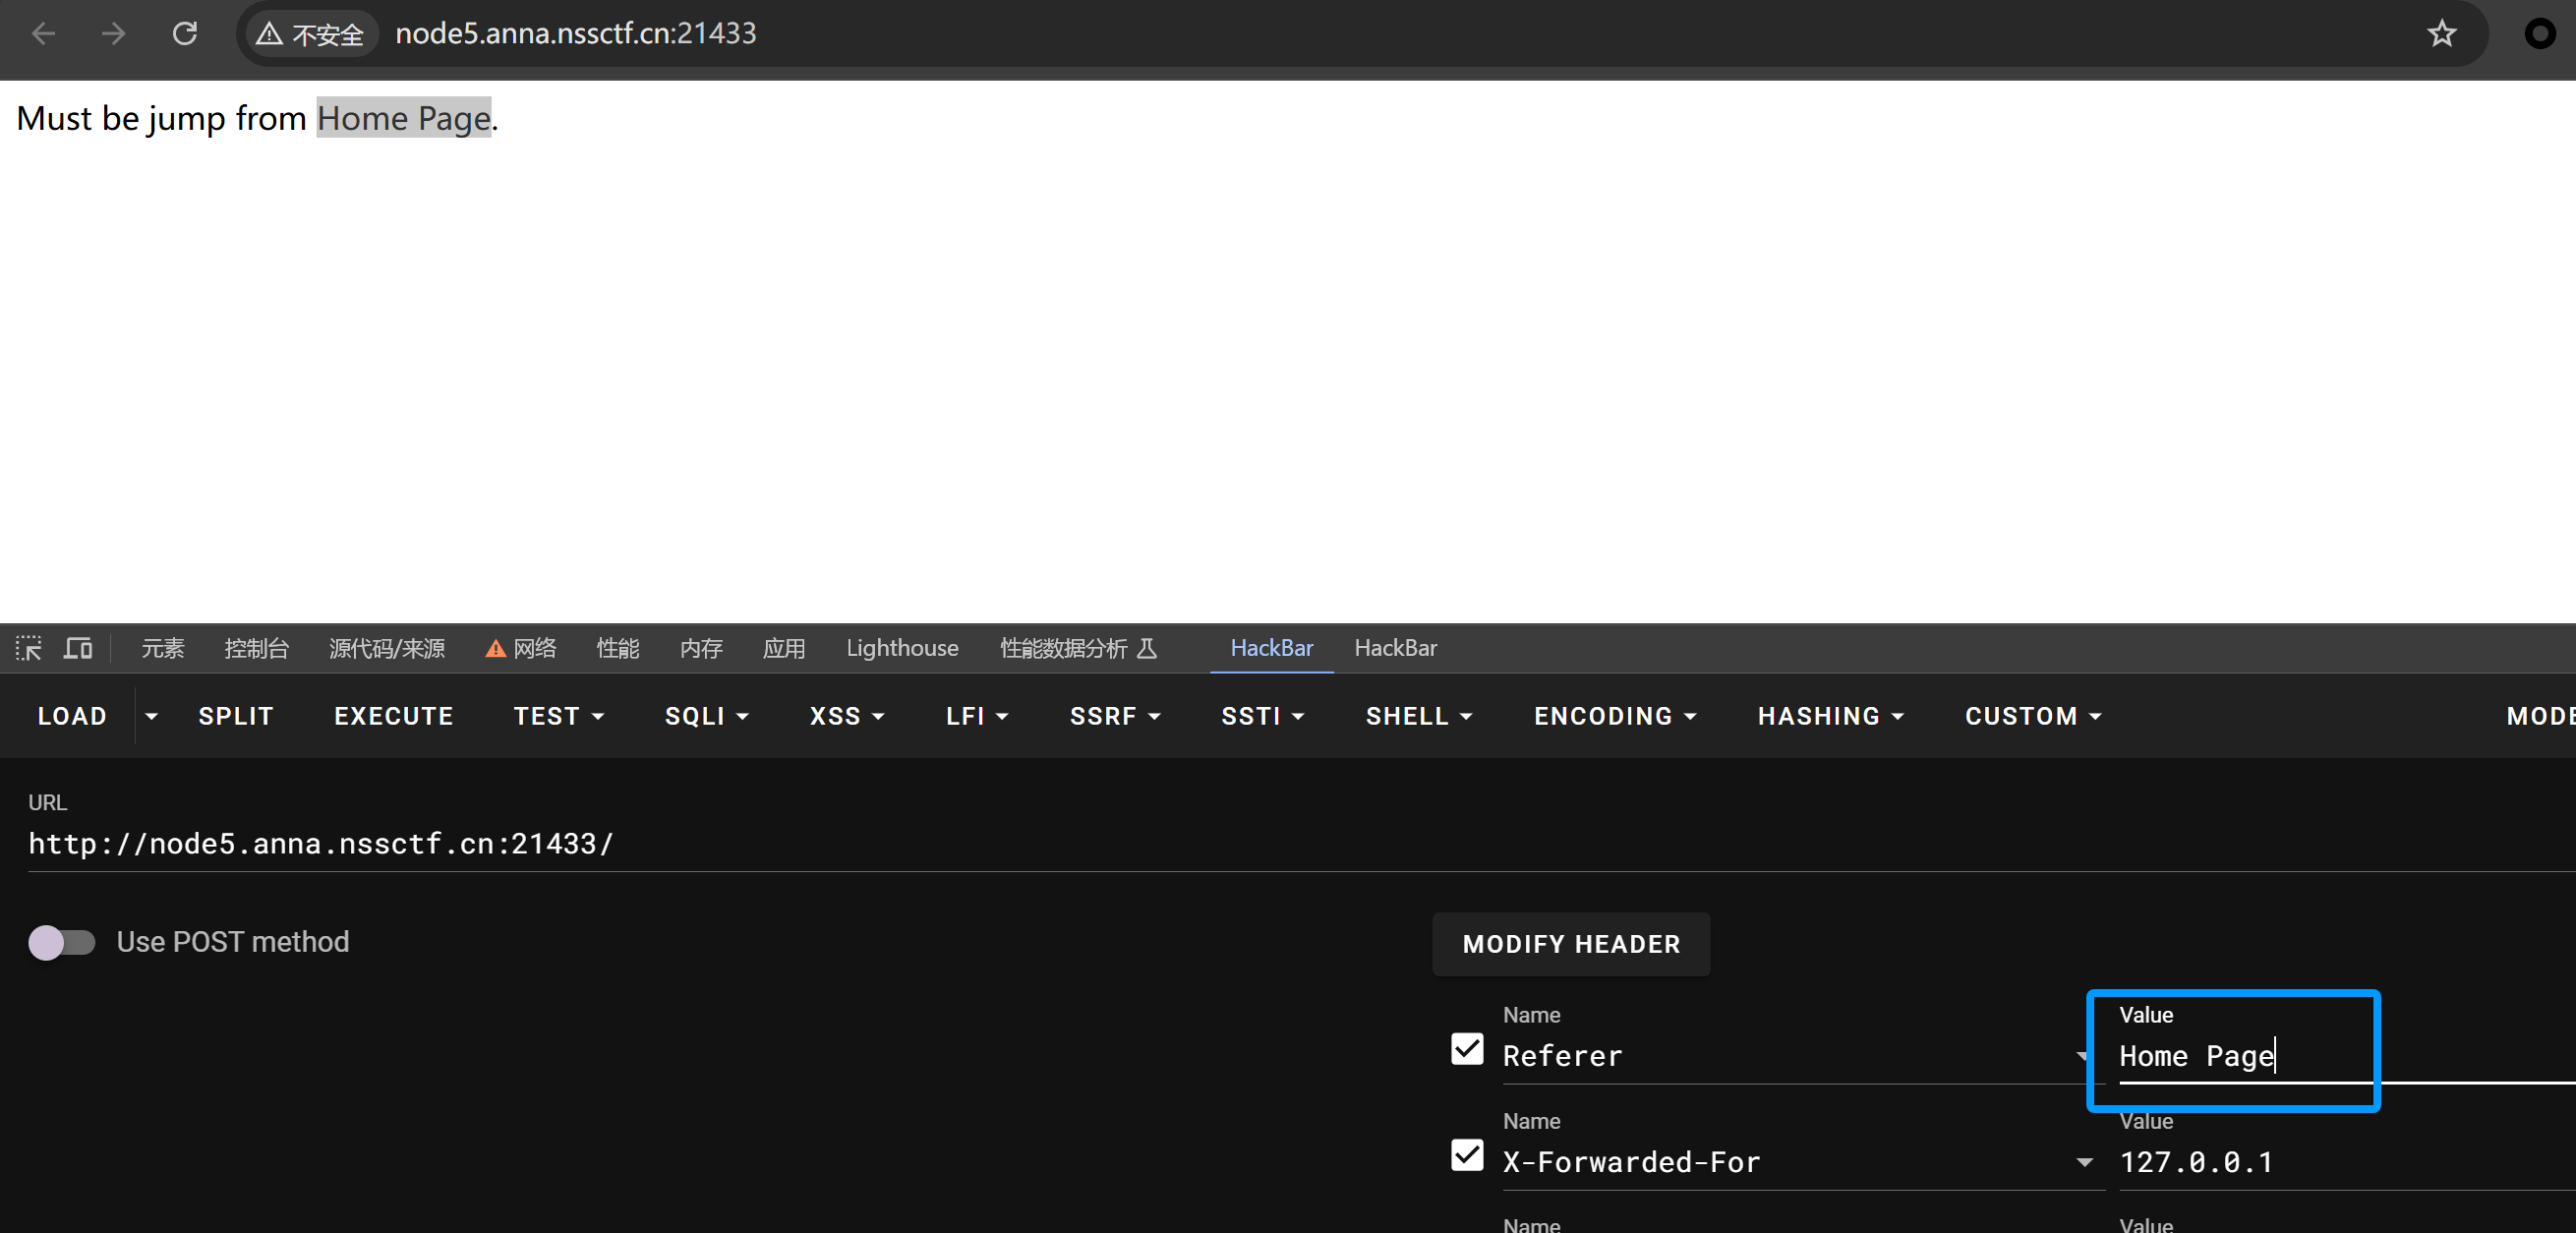 不安全 node5.anna.nssctf.cn:21433
Must be jump from Home Page.
元素 控制台 源代码/来源 网络 性能 内存 应用 Lighthouse 性能数据分析 HackBar HackBar
LOAD SPLIT EXECUTE TEST SQLI XSS LFI SSRF SSTI SHELL ENCODING HASHING CUSTOM
URL
http://node5.anna.nssctf.cn:21433/
Use POST method
MODIFY HEADER
Name Value
Referer Home Page
Name Value
X-Forwarded-For 127.0.0.1
Name Value